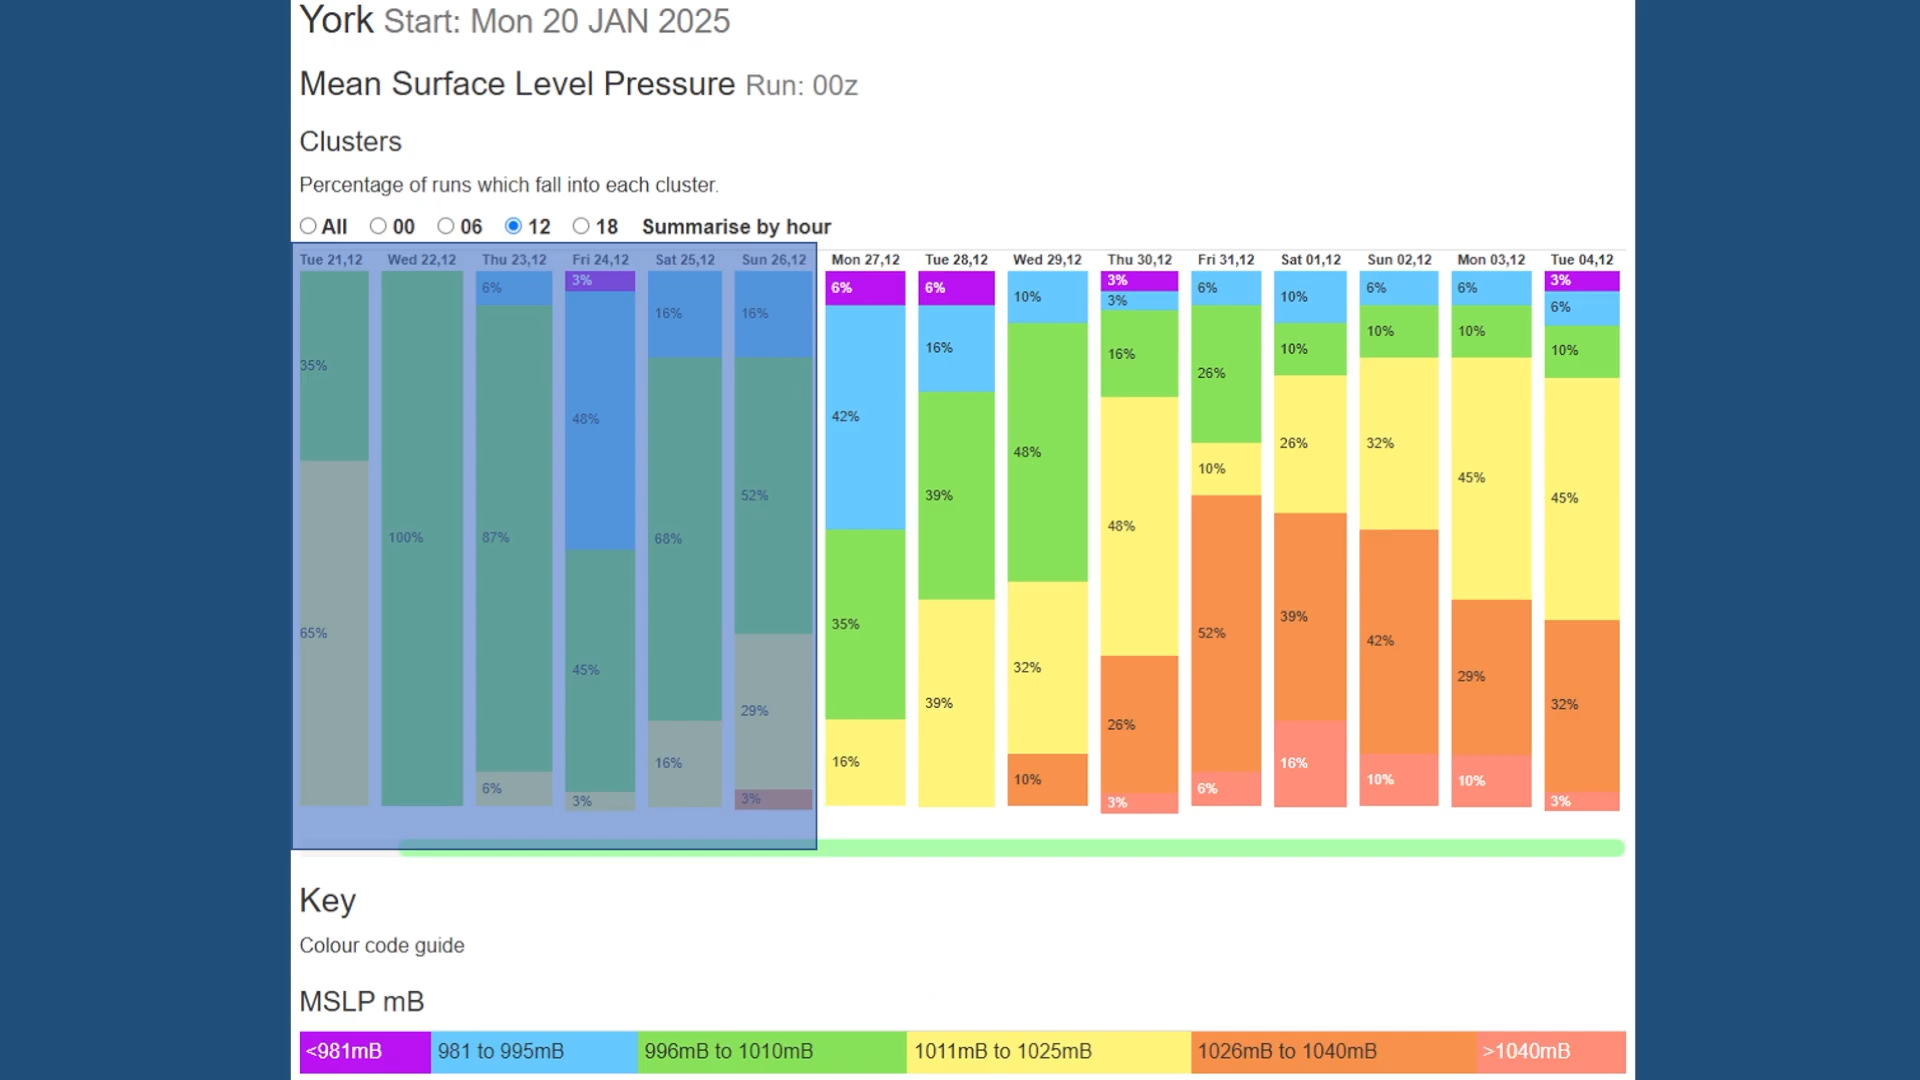 York Start: Mon 20 JAN 2025
Mean Surface Level Pressure Run: 00z
Clusters
Percentage of runs which fall into each cluster.
All 00 06 12 18 Summarise by hour
Tue 21,12 Wed 22,12 Thu 23,12 Fri 24,12 Sat 25,12 Sun 26,12 Mon 27,12 Tue 28,12 Wed 29,12 Thu 30,12 Fri 31,12 Sat 01,12 Sun 02,12 Mon 03,12 Tue 04,12
35% 65%
100%
6% 87% 6%
3% 48% 45% 3%
16% 68% 16%
16% 52% 29% 3%
6% 42% 35% 16%
6% 16% 39% 39%
10% 48% 32% 10%
3% 3% 16% 48% 26% 3%
6% 26% 10% 52% 6%
10% 10% 26% 39% 16%
6% 10% 32% 42% 10%
6% 10% 45% 29% 10%
3% 6% 10% 45% 32% 3%
Key
Colour code guide
MSLP mB
<981mB 981 to 995mB 996mB to 1010mB 1011mB to 1025mB 1026mB to 1040mB >1040mB